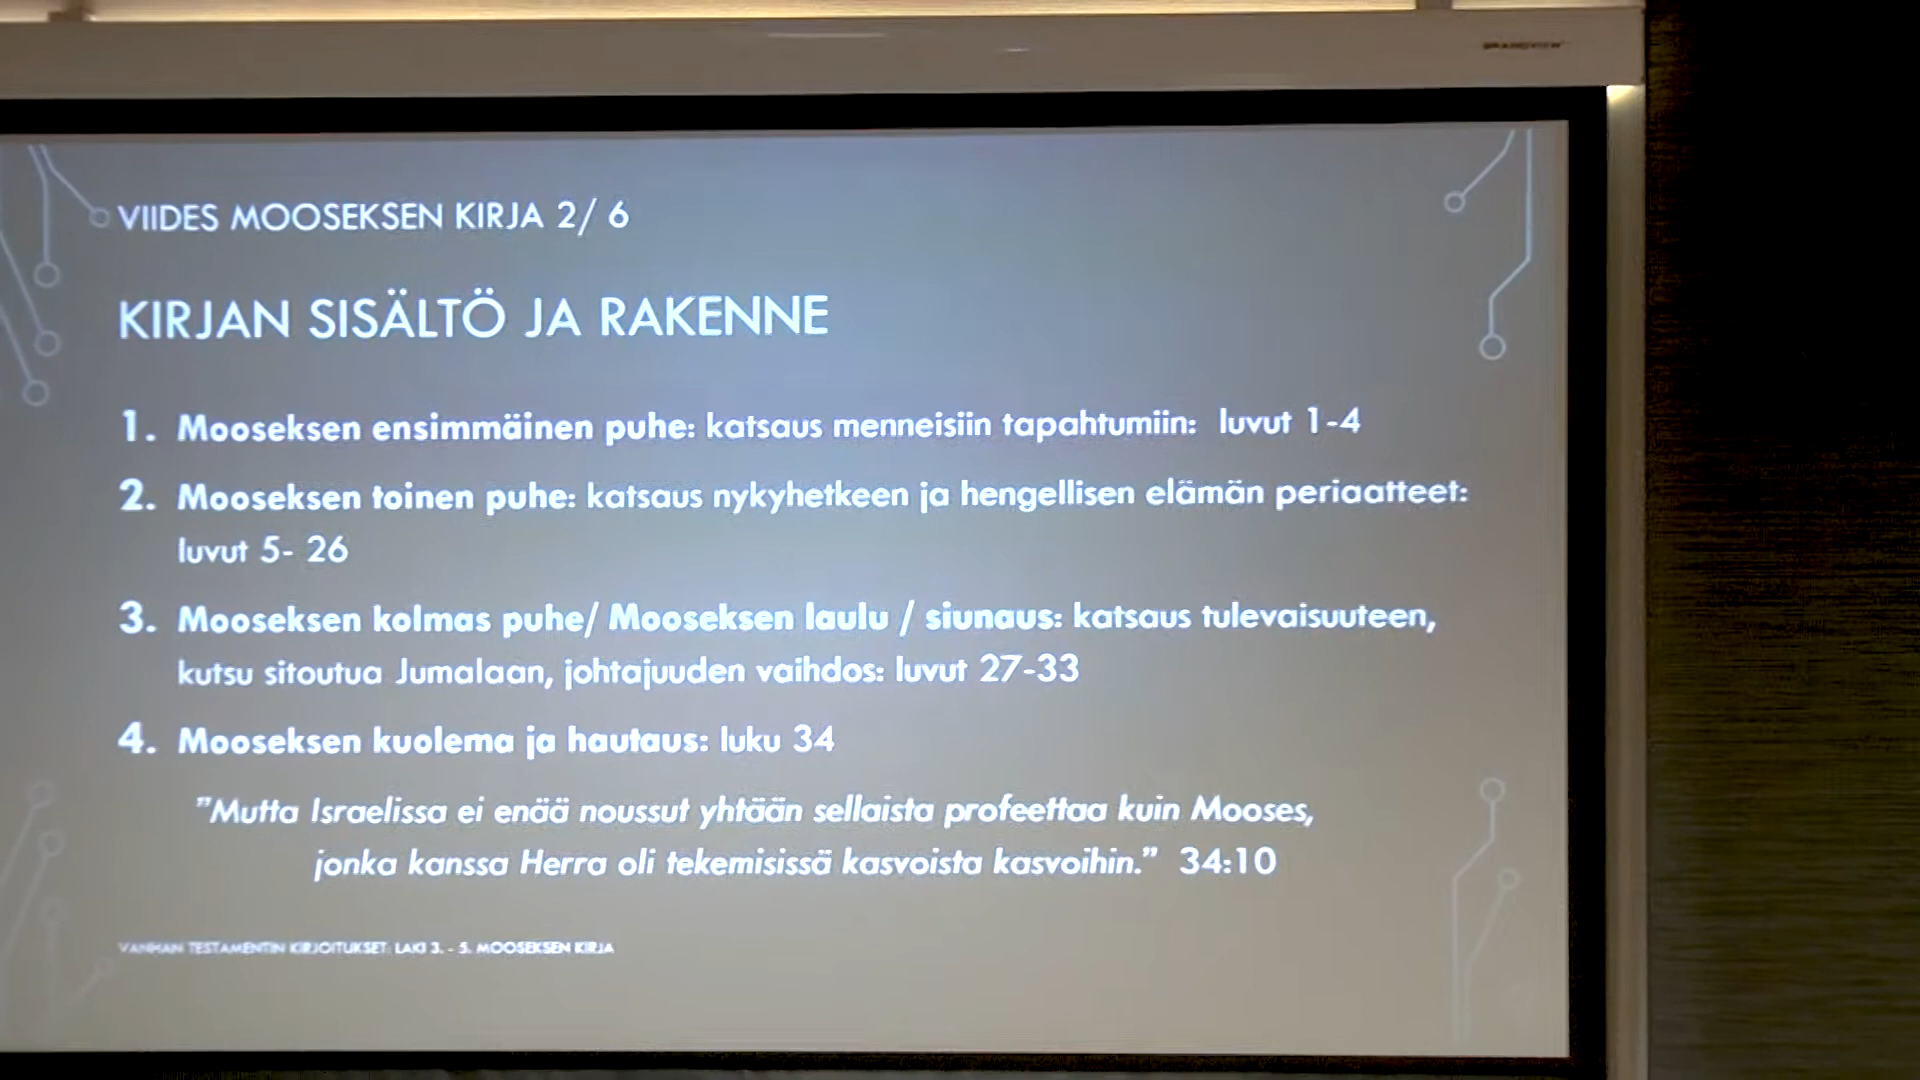 GRANDVIEW
VIIDES MOOSEKSEN KIRJA 2/ 6
KIRJAN SISÄLTÖ JA RAKENNE
1. Mooseksen ensimmäinen puhe: katsaus menneisiin tapahtumiin: luvut 1-4
2. Mooseksen toinen puhe: katsaus nykyhetkeen ja hengellisen elämän periaatteet:
luvut 5- 26
3. Mooseksen kolmas puhe/ Mooseksen laulu / siunaus: katsaus tulevaisuuteen,
kutsu sitoutua Jumalaan, johtajuuden vaihdos: luvut 27-33
4. Mooseksen kuolema ja hautaus: luku 34
"Mutta Israelissa ei enää noussut yhtään sellaista profeettaa kuin Mooses,
jonka kanssa Herra oli tekemisissä kasvoista kasvoihin." 34:10
VANHAN TESTAMENTIN KIRJOITUKSET: LAKI 3. - 5. MOOSEKSEN KIRJA